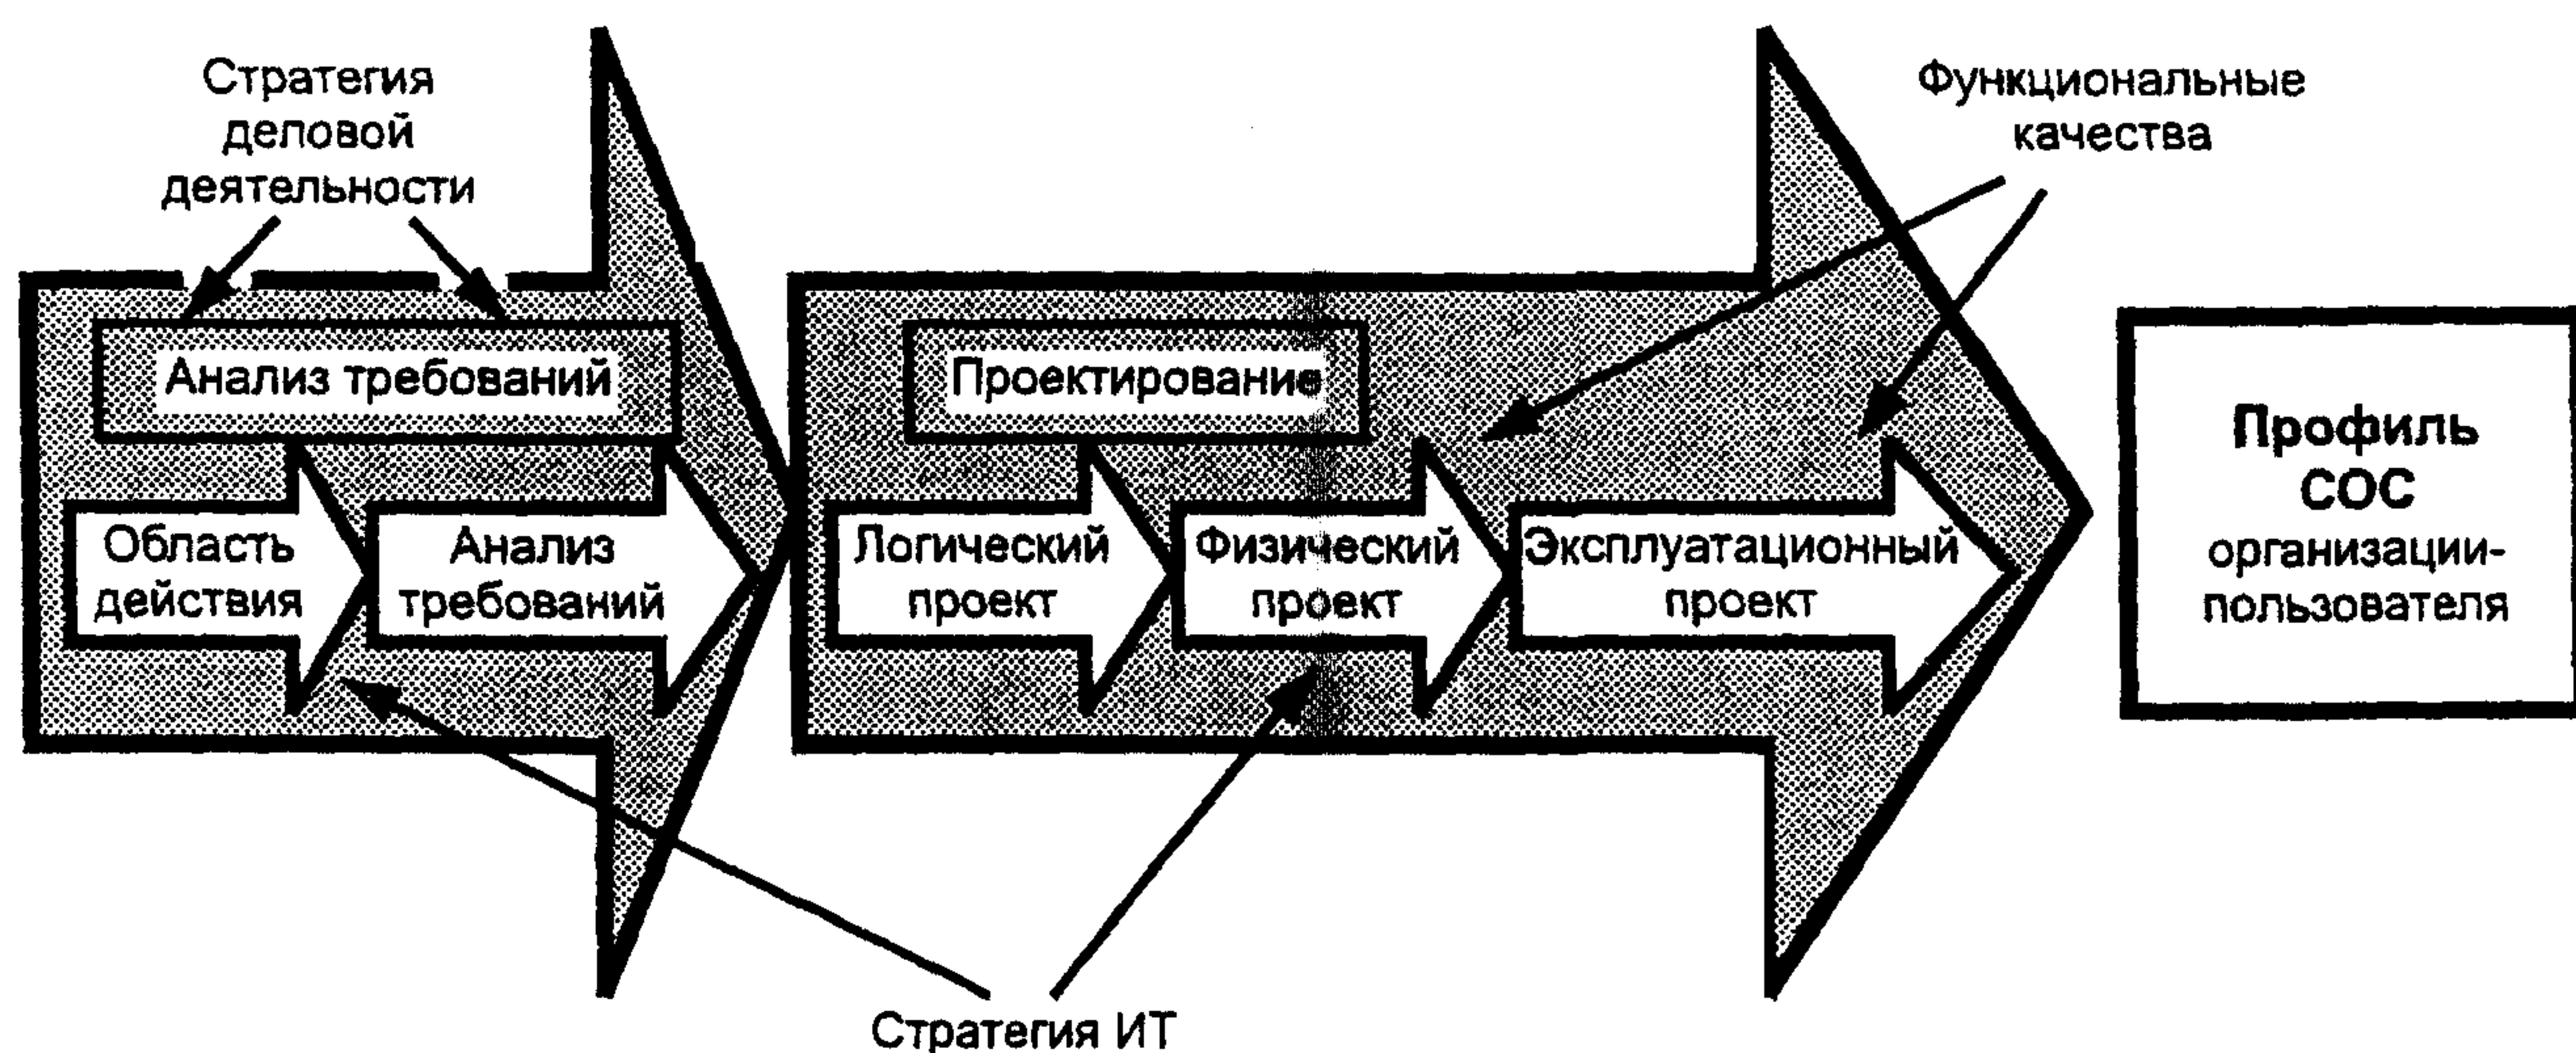 Стратегия
деловой
деятельности
Функциональные
качества
Анализ требований
Проектирование
Область
действия
Анализ
требований
Логический
проект
Физический
проект
Эксплуатационный
проект
Профиль
СОС
организации-
пользователя
Стратегия ИТ